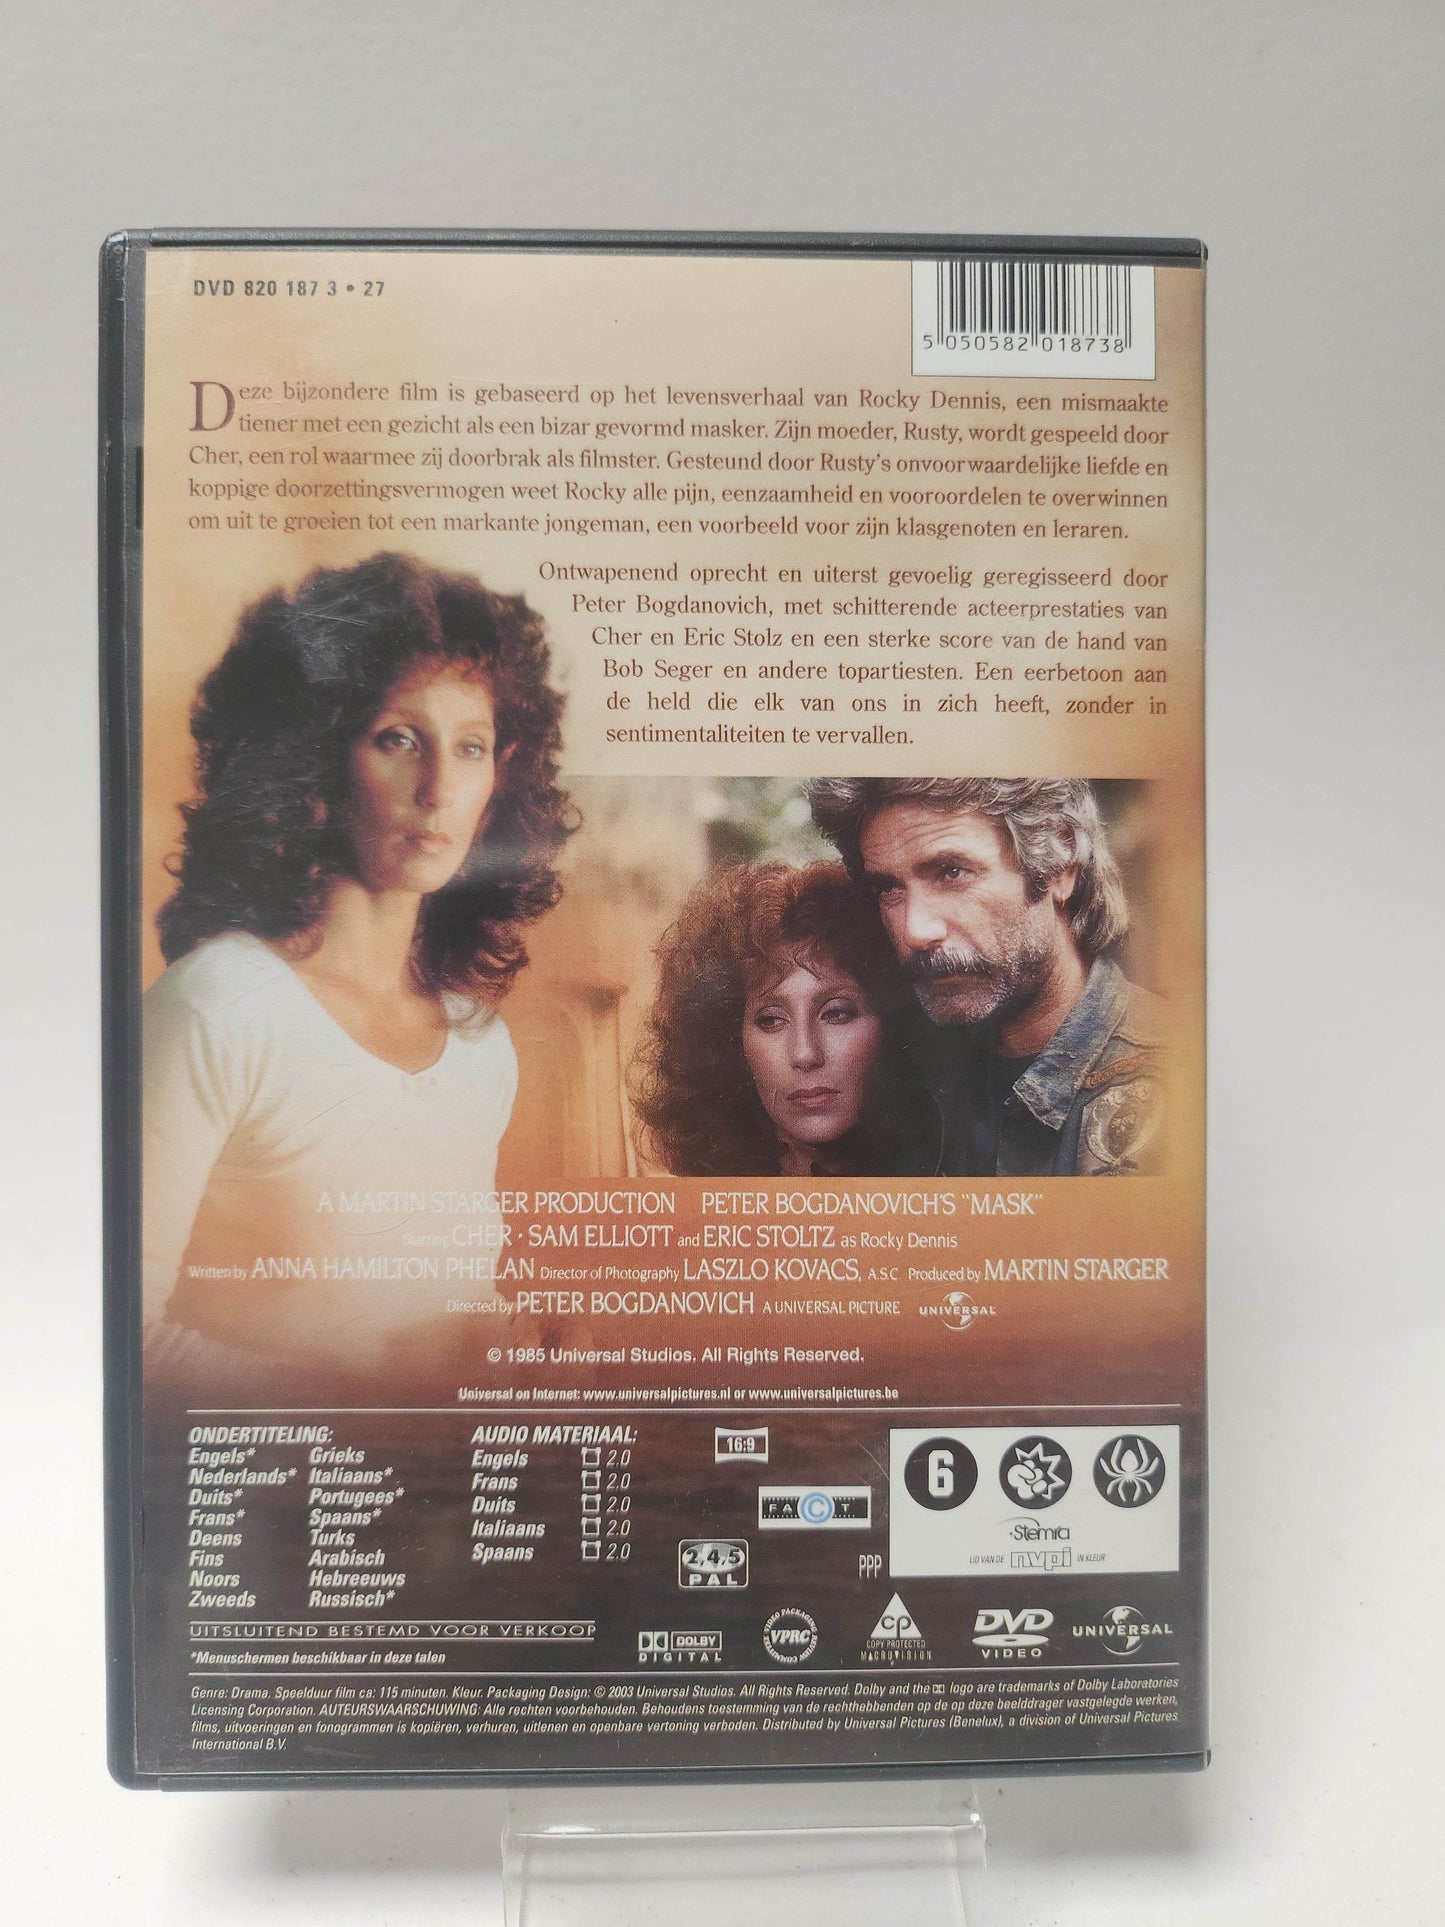 DVD 820 187 3 • 27
5 050582 018738
Deze bijzondere film is gebaseerd op het levensverhaal van Rocky Dennis, een mismaakte
tiener met een gezicht als een bizar gevormd masker. Zijn moeder, Rusty, wordt gespeeld door
Cher, een rol waarmee zij doorbrak als filmster. Gesteund door Rusty's onvoorwaardelijke liefde en
koppige doorzettingsvermogen weet Rocky alle pijn, eenzaamheid en vooroordelen te overwinnen
om uit te groeien tot een markante jongeman, een voorbeeld voor zijn klasgenoten en leraren.
Ontwapenend oprecht en uiterst gevoelig geregisseerd door
Peter Bogdanovich, met schitterende acteerprestaties van
Cher en Eric Stolz en een sterke score van de hand van
Bob Seger en andere topartiesten. Een eerbetoon aan
de held die elk van ons in zich heeft, zonder in
sentimentaliteiten te vervallen.
A MARTIN STARGER PRODUCTION PETER BOGDANOVICH'S "MASK"
Starring CHER • SAM ELLIOTT and ERIC STOLTZ as Rocky Dennis
Written by ANNA HAMILTON PHELAN Director of Photography LASZLO KOVACS, A.S.C. Produced by MARTIN STARGER
Directed by PETER BOGDANOVICH A UNIVERSAL PICTURE UNIVERSAL
© 1985 Universal Studios. All Rights Reserved.
Universal on Internet: www.universalpictures.nl or www.universalpictures.be
ONDERTITELING:
Engels* Grieks
Nederlands* Italiaans*
Duits* Portugees*
Frans* Spaans*
Deens Turks
Fins Arabisch
Noors Hebreeuws
Zweeds Russisch*
AUDIO MATERIAAL:
Engels 2.0
Frans 2.0
Duits 2.0
Italiaans 2.0
Spaans 2.0
16:9
FACT
2,4,5
PAL
PPP
6
Stemra
LID VAN DE nvpi IN KLEUR
UITSLUITEND BESTEMD VOOR VERKOOP
*Menuschermen beschikbaar in deze talen
DOLBY
DIGITAL
VIDEO PACKAGING REVIEW COMMITTEE
VPRC
cp
COPY PROTECTED
MACROVISION
DVD
VIDEO
UNIVERSAL
Genre: Drama. Speelduur film ca: 115 minuten. Kleur. Packaging Design: © 2003 Universal Studios. All Rights Reserved. Dolby and the logo are trademarks of Dolby Laboratories
Licensing Corporation. AUTEURSWAARSCHUWING: Alle rechten voorbehouden. Behoudens toestemming van de rechthebbenden op de op deze beelddrager vastgelegde werken,
films, uitvoeringen en fonogrammen is kopiëren, verhuren, uitlenen en openbare vertoning verboden. Distributed by Universal Pictures (Benelux), a division of Universal Pictures
International B.V.